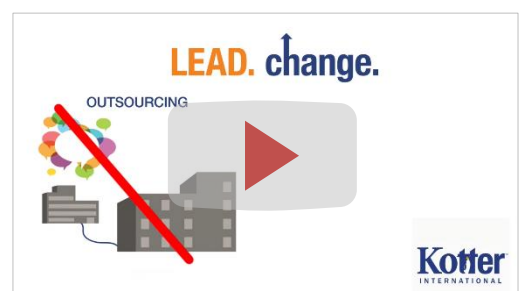 LEAD. change.
OUTSOURCING
Kotter
INTERNATIONAL